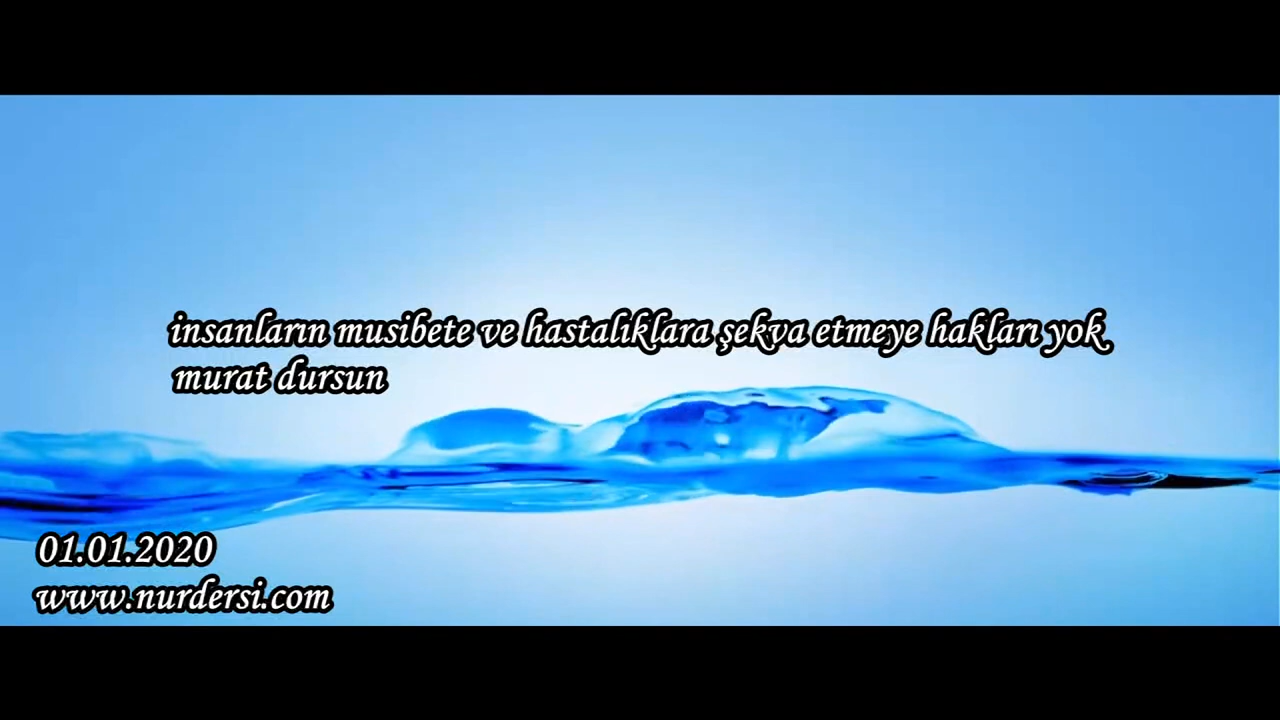 insanların musibete ve hastalıklara şekva etmeye hakları yok
murat dursun
01.01.2020
www.nurdersi.com